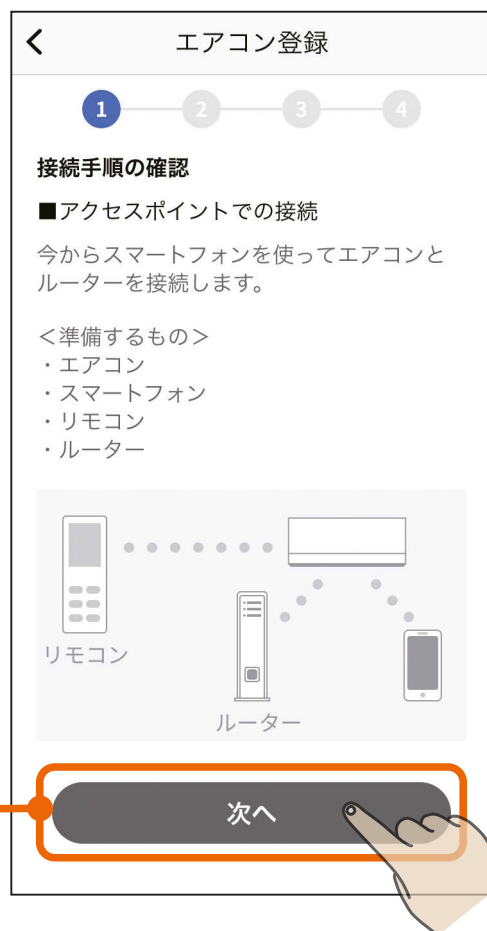 エアコン登録
1 2 3 4
接続手順の確認
■アクセスポイントでの接続
今からスマートフォンを使ってエアコンと
ルーターを接続します。
＜準備するもの＞
・エアコン
・スマートフォン
・リモコン
・ルーター
リモコン
ルーター
次へ